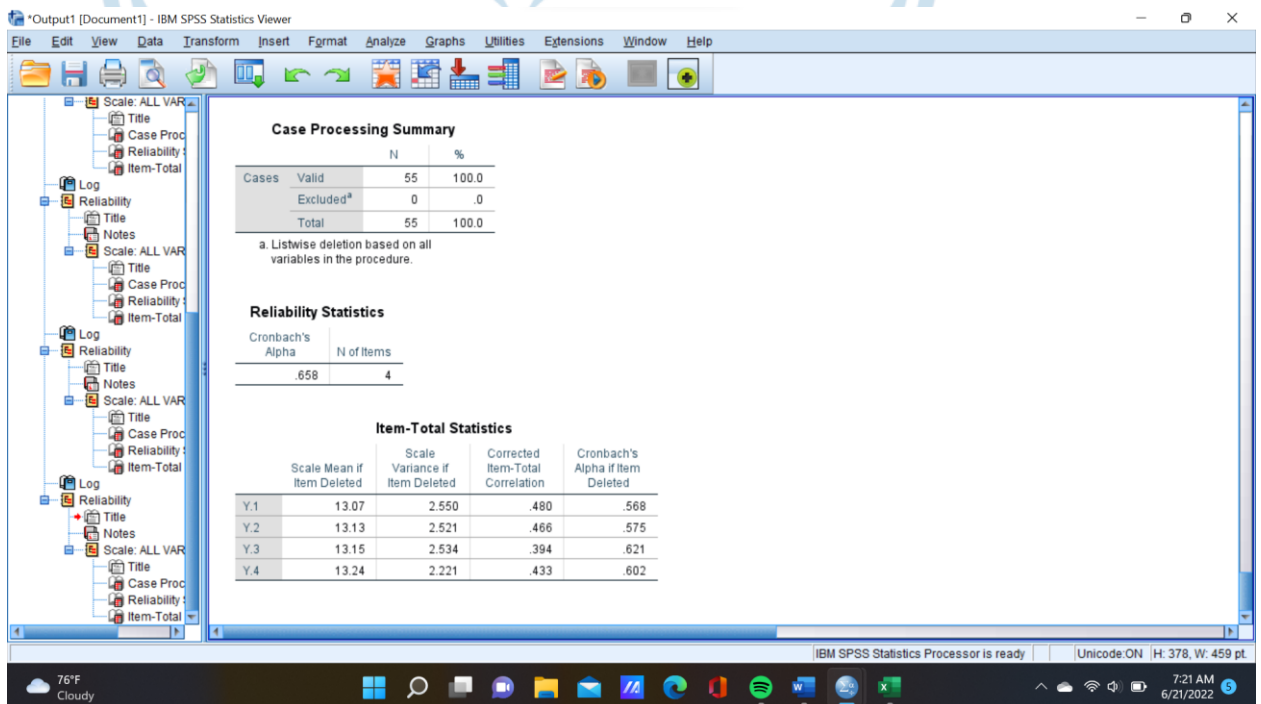 *Output1 [Document1] - IBM SPSS Statistics Viewer
File Edit View Data Transform Insert Format Analyze Graphs Utilities Extensions Window Help
Scale: ALL VAR
Title
Case Proc
Reliability
Item-Total
Log
Reliability
Title
Notes
Scale: ALL VAR
Title
Case Proc
Reliability
Item-Total
Log
Reliability
Title
Notes
Scale: ALL VAR
Title
Case Proc
Reliability
Item-Total
Log
Reliability
Title
Notes
Scale: ALL VAR
Title
Case Proc
Reliability
Item-Total
Case Processing Summary
N %
Cases Valid 55 100.0
Excludedª 0 .0
Total 55 100.0
a. Listwise deletion based on all
variables in the procedure.
Reliability Statistics
Cronbach's
Alpha N of Items
.658 4
Item-Total Statistics
Scale Corrected Cronbach's
Scale Mean if Variance if Item-Total Alpha if Item
Item Deleted Item Deleted Correlation Deleted
Y.1 13.07 2.550 .480 .568
Y.2 13.13 2.521 .466 .575
Y.3 13.15 2.534 .394 .621
Y.4 13.24 2.221 .433 .602
IBM SPSS Statistics Processor is ready Unicode:ON H: 378, W: 459 pt.
76°F
Cloudy
7:21 AM
6/21/2022
5